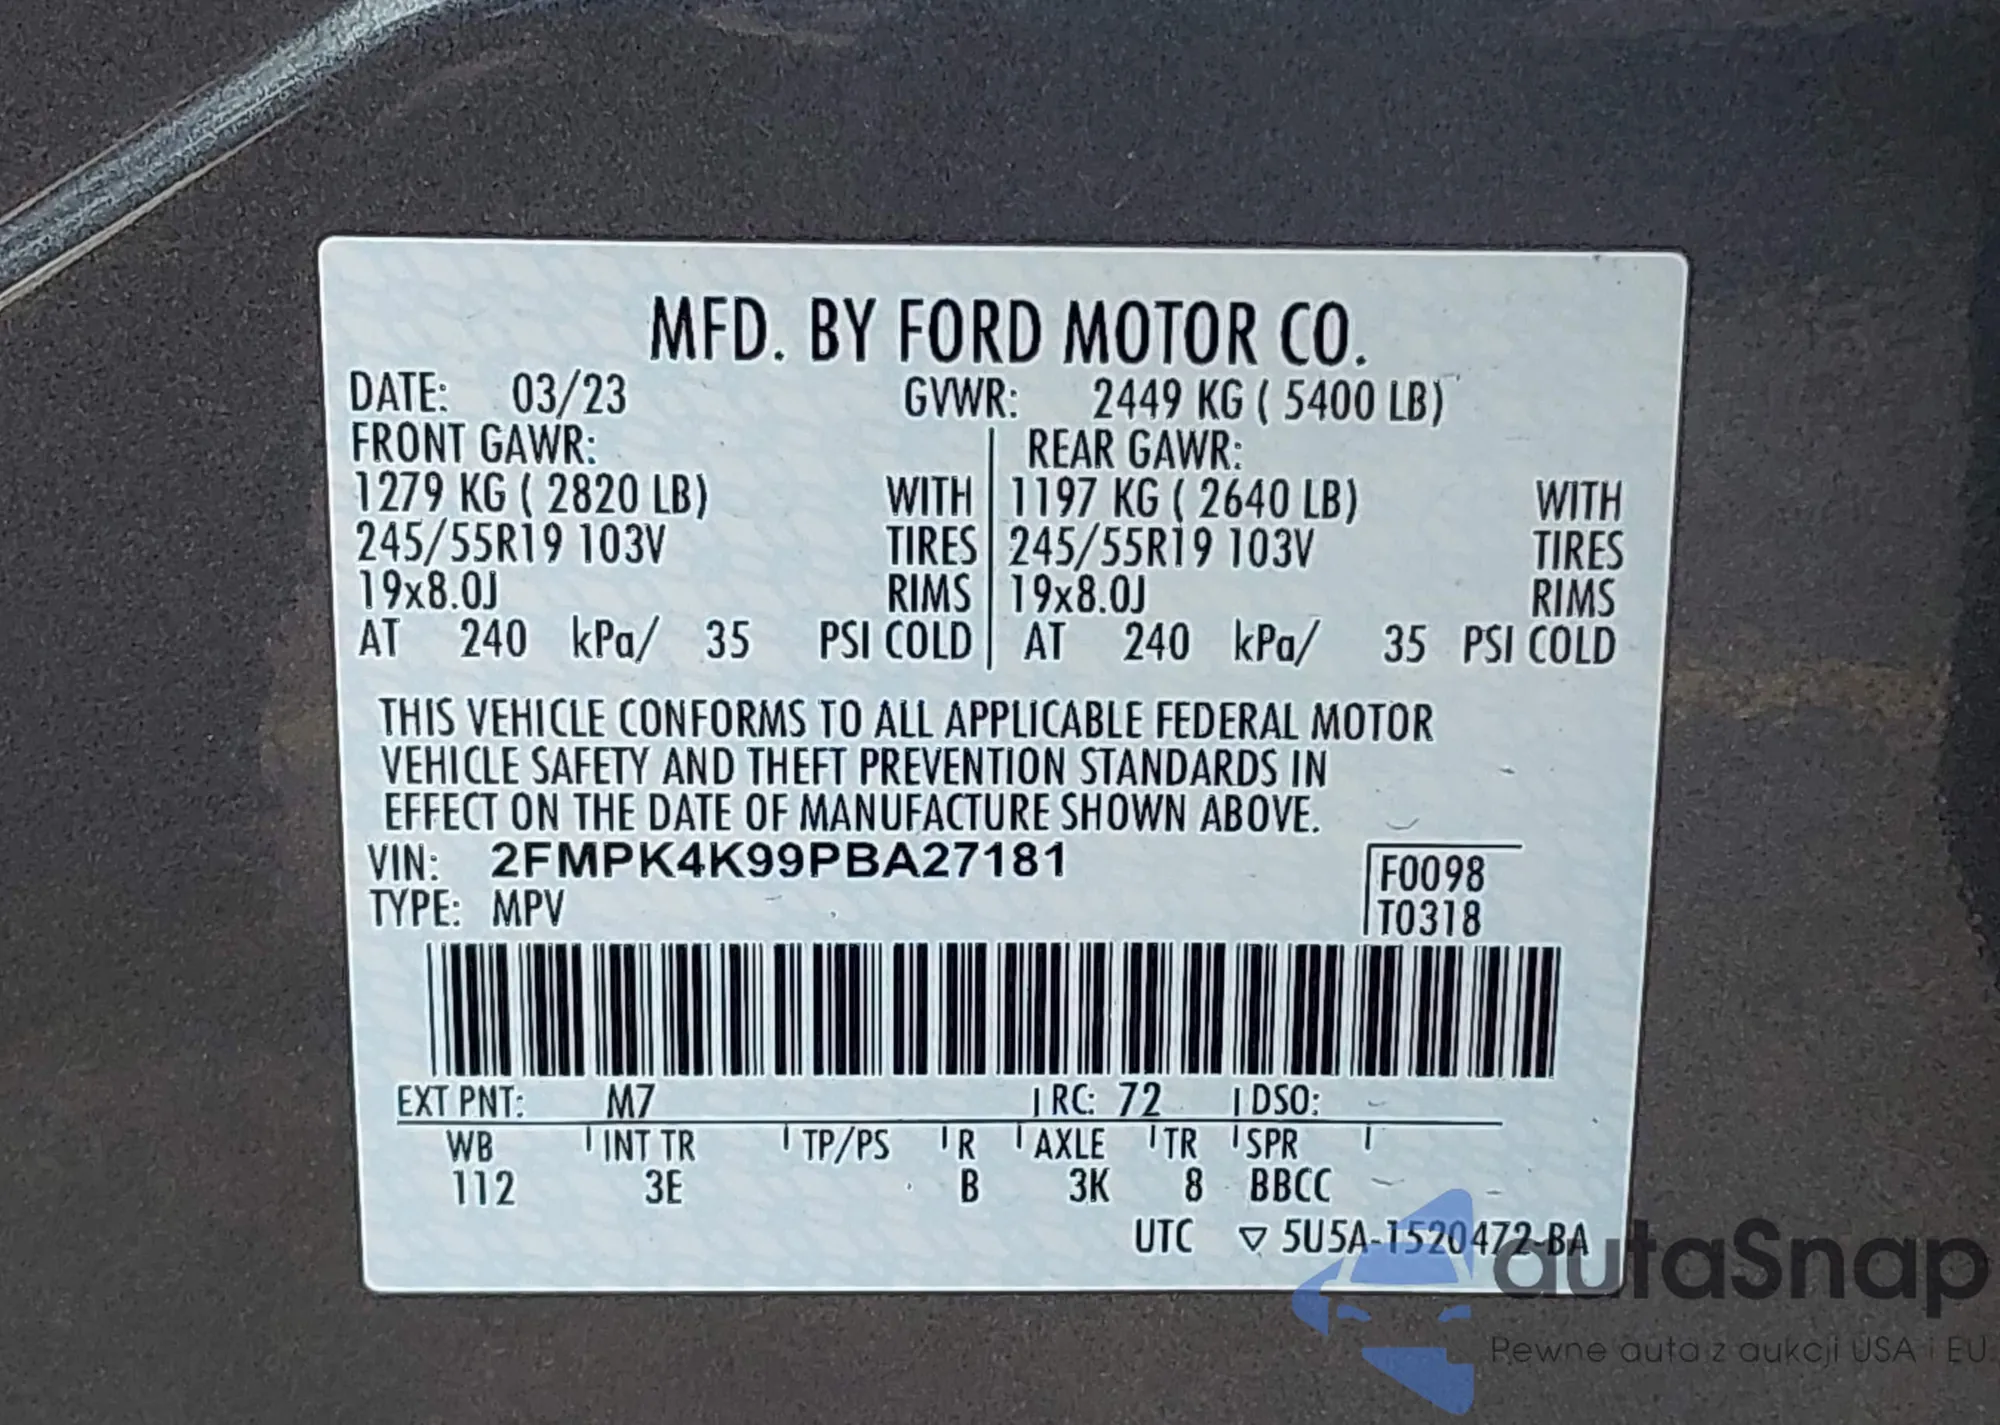 MFD. BY FORD MOTOR CO.
DATE: 03/23 GVWR: 2449 KG ( 5400 LB)
FRONT GAWR: REAR GAWR:
1279 KG ( 2820 LB) WITH 1197 KG ( 2640 LB) WITH
245/55R19 103V TIRES 245/55R19 103V TIRES
19x8.0J RIMS 19x8.0J RIMS
AT 240 kPa/ 35 PSI COLD AT 240 kPa/ 35 PSI COLD
THIS VEHICLE CONFORMS TO ALL APPLICABLE FEDERAL MOTOR
VEHICLE SAFETY AND THEFT PREVENTION STANDARDS IN
EFFECT ON THE DATE OF MANUFACTURE SHOWN ABOVE.
VIN: 2FMPK4K99PBA27181 F0098
TYPE: MPV T0318
EXT PNT: M7 RC: 72 DSO:
WB INT TR TP/PS R AXLE TR SPR
112 3E B 3K 8 BBCC
UTC ▽ 5U5A-1520472-BA
autaSnap
Pewne auta z aukcji USA i EU